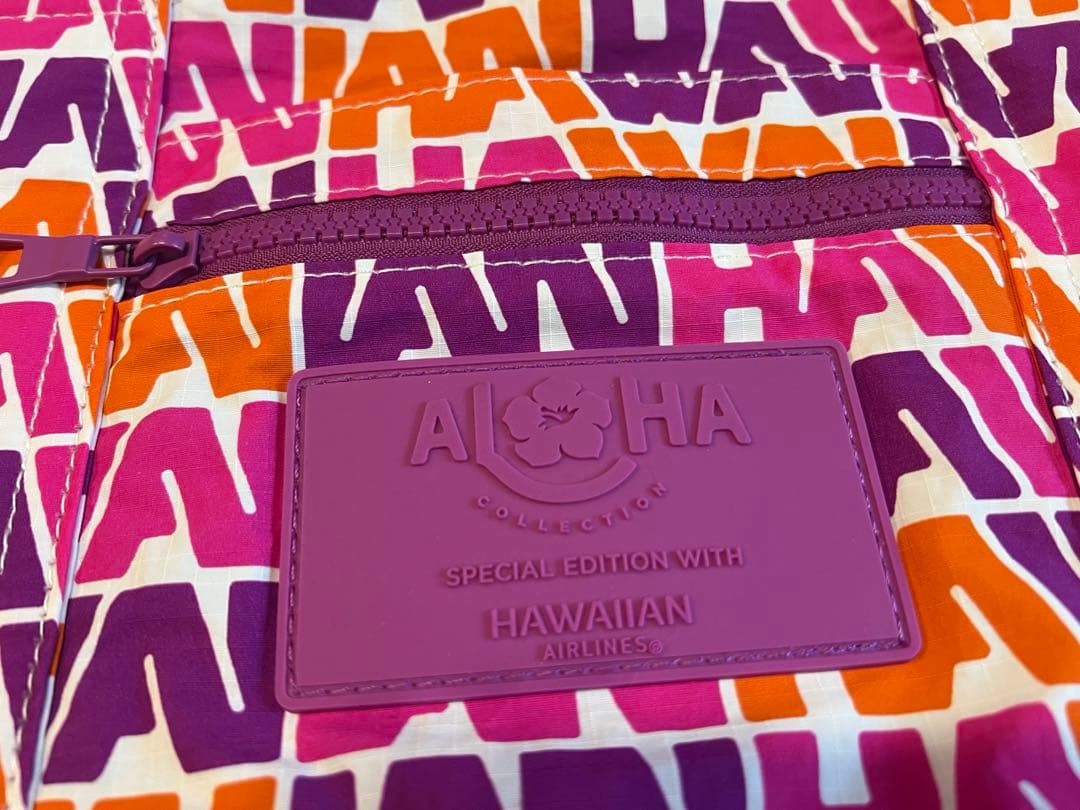 ALOHA
COLLECTION
SPECIAL EDITION WITH
HAWAIIAN
AIRLINES®